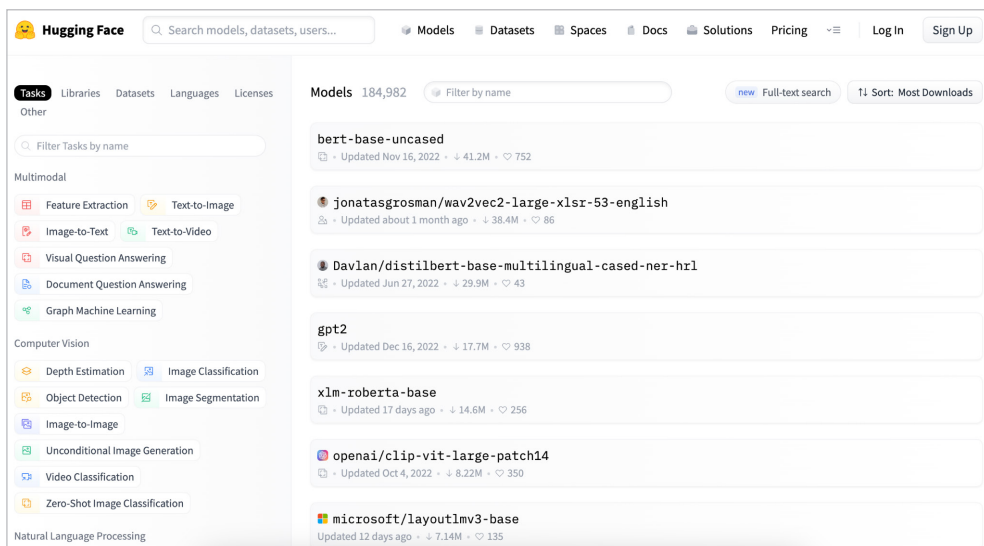 Hugging Face
Search models, datasets, users...
Models
Datasets
Spaces
Docs
Solutions
Pricing
Log In
Sign Up
Tasks Libraries Datasets Languages Licenses
Other
Filter Tasks by name
Multimodal
Feature Extraction Text-to-Image
Image-to-Text Text-to-Video
Visual Question Answering
Document Question Answering
Graph Machine Learning
Computer Vision
Depth Estimation Image Classification
Object Detection Image Segmentation
Image-to-Image
Unconditional Image Generation
Video Classification
Zero-Shot Image Classification
Natural Language Processing
Models 184,982
Filter by name
new Full-text search
↑↓ Sort: Most Downloads
bert-base-uncased
• Updated Nov 16, 2022 • ↓ 41.2M • ♡ 752
jonatasgrosman/wav2vec2-large-xlsr-53-english
• Updated about 1 month ago • ↓ 38.4M • ♡ 86
Davlan/distilbert-base-multilingual-cased-ner-hrl
• Updated Jun 27, 2022 • ↓ 29.9M • ♡ 43
gpt2
• Updated Dec 16, 2022 • ↓ 17.7M • ♡ 938
xlm-roberta-base
• Updated 17 days ago • ↓ 14.6M • ♡ 256
openai/clip-vit-large-patch14
• Updated Oct 4, 2022 • ↓ 8.22M • ♡ 350
microsoft/layoutlmv3-base
Updated 12 days ago • ↓ 7.14M • ♡ 135